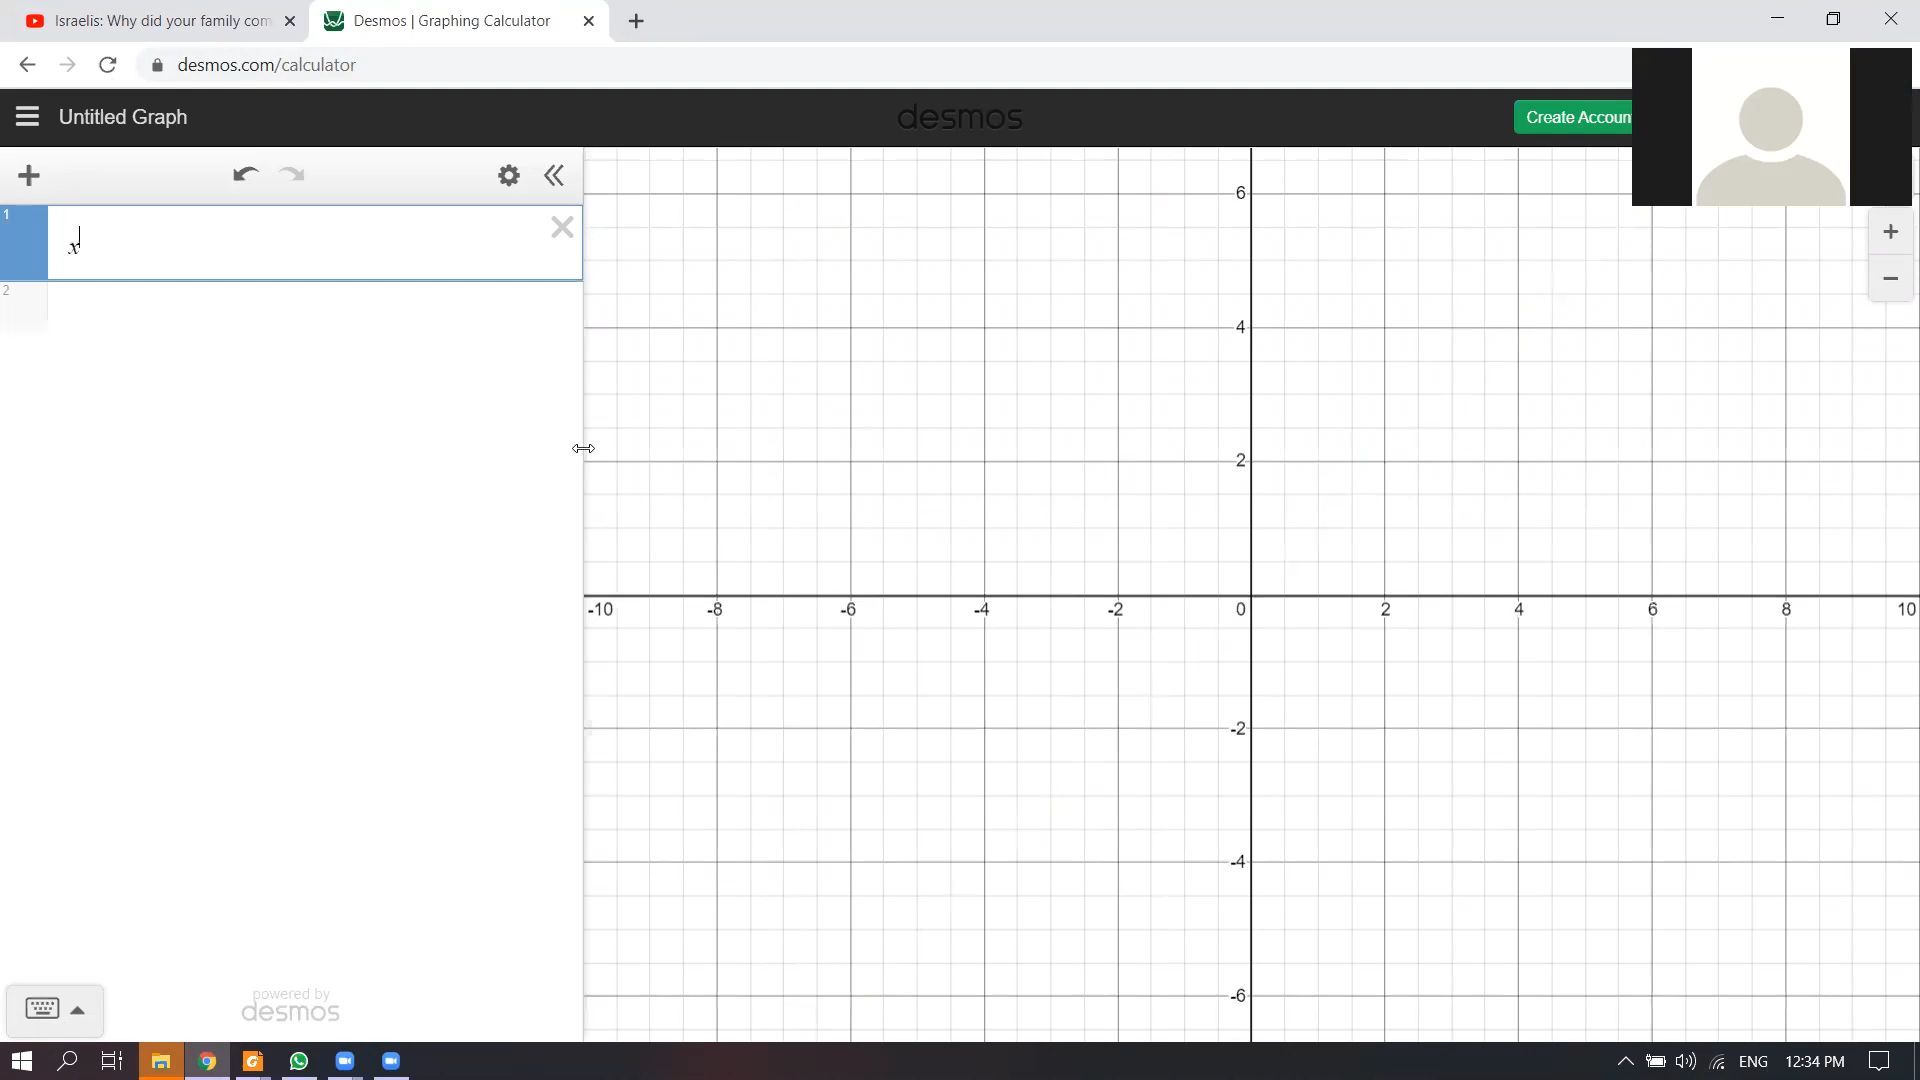 Israelis: Why did your family com
Desmos | Graphing Calculator
desmos.com/calculator
Untitled Graph
desmos
Create Accoun
1
x
2
6
4
2
-10 -8 -6 -4 -2 0 2 4 6 8 10
-2
-4
-6
powered by
desmos
ENG 12:34 PM